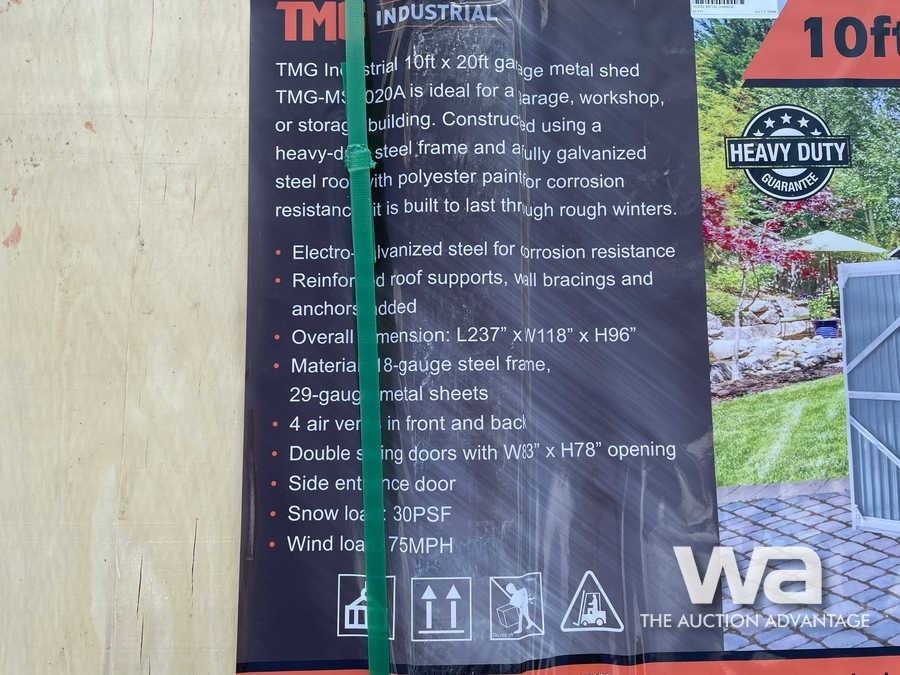 TMG INDUSTRIAL
10ft
TMG Industrial 10ft x 20ft garage metal shed
TMG-MS1020A is ideal for a garage, workshop,
or storage building. Constructed using a
heavy-duty steel frame and a fully galvanized
steel roof with polyester paint for corrosion
resistance, it is built to last through rough winters.
• Electro-galvanized steel for corrosion resistance
• Reinforced roof supports, wall bracings and
anchors added
• Overall dimension: L237” x W118” x H96”
• Material: 18-gauge steel frame,
29-gauge metal sheets
• 4 air vents in front and back
• Double swing doors with W83” x H78” opening
• Side entrance door
• Snow load: 30PSF
• Wind load: 75MPH
HEAVY DUTY
GUARANTEE
wa
THE AUCTION ADVANTAGE